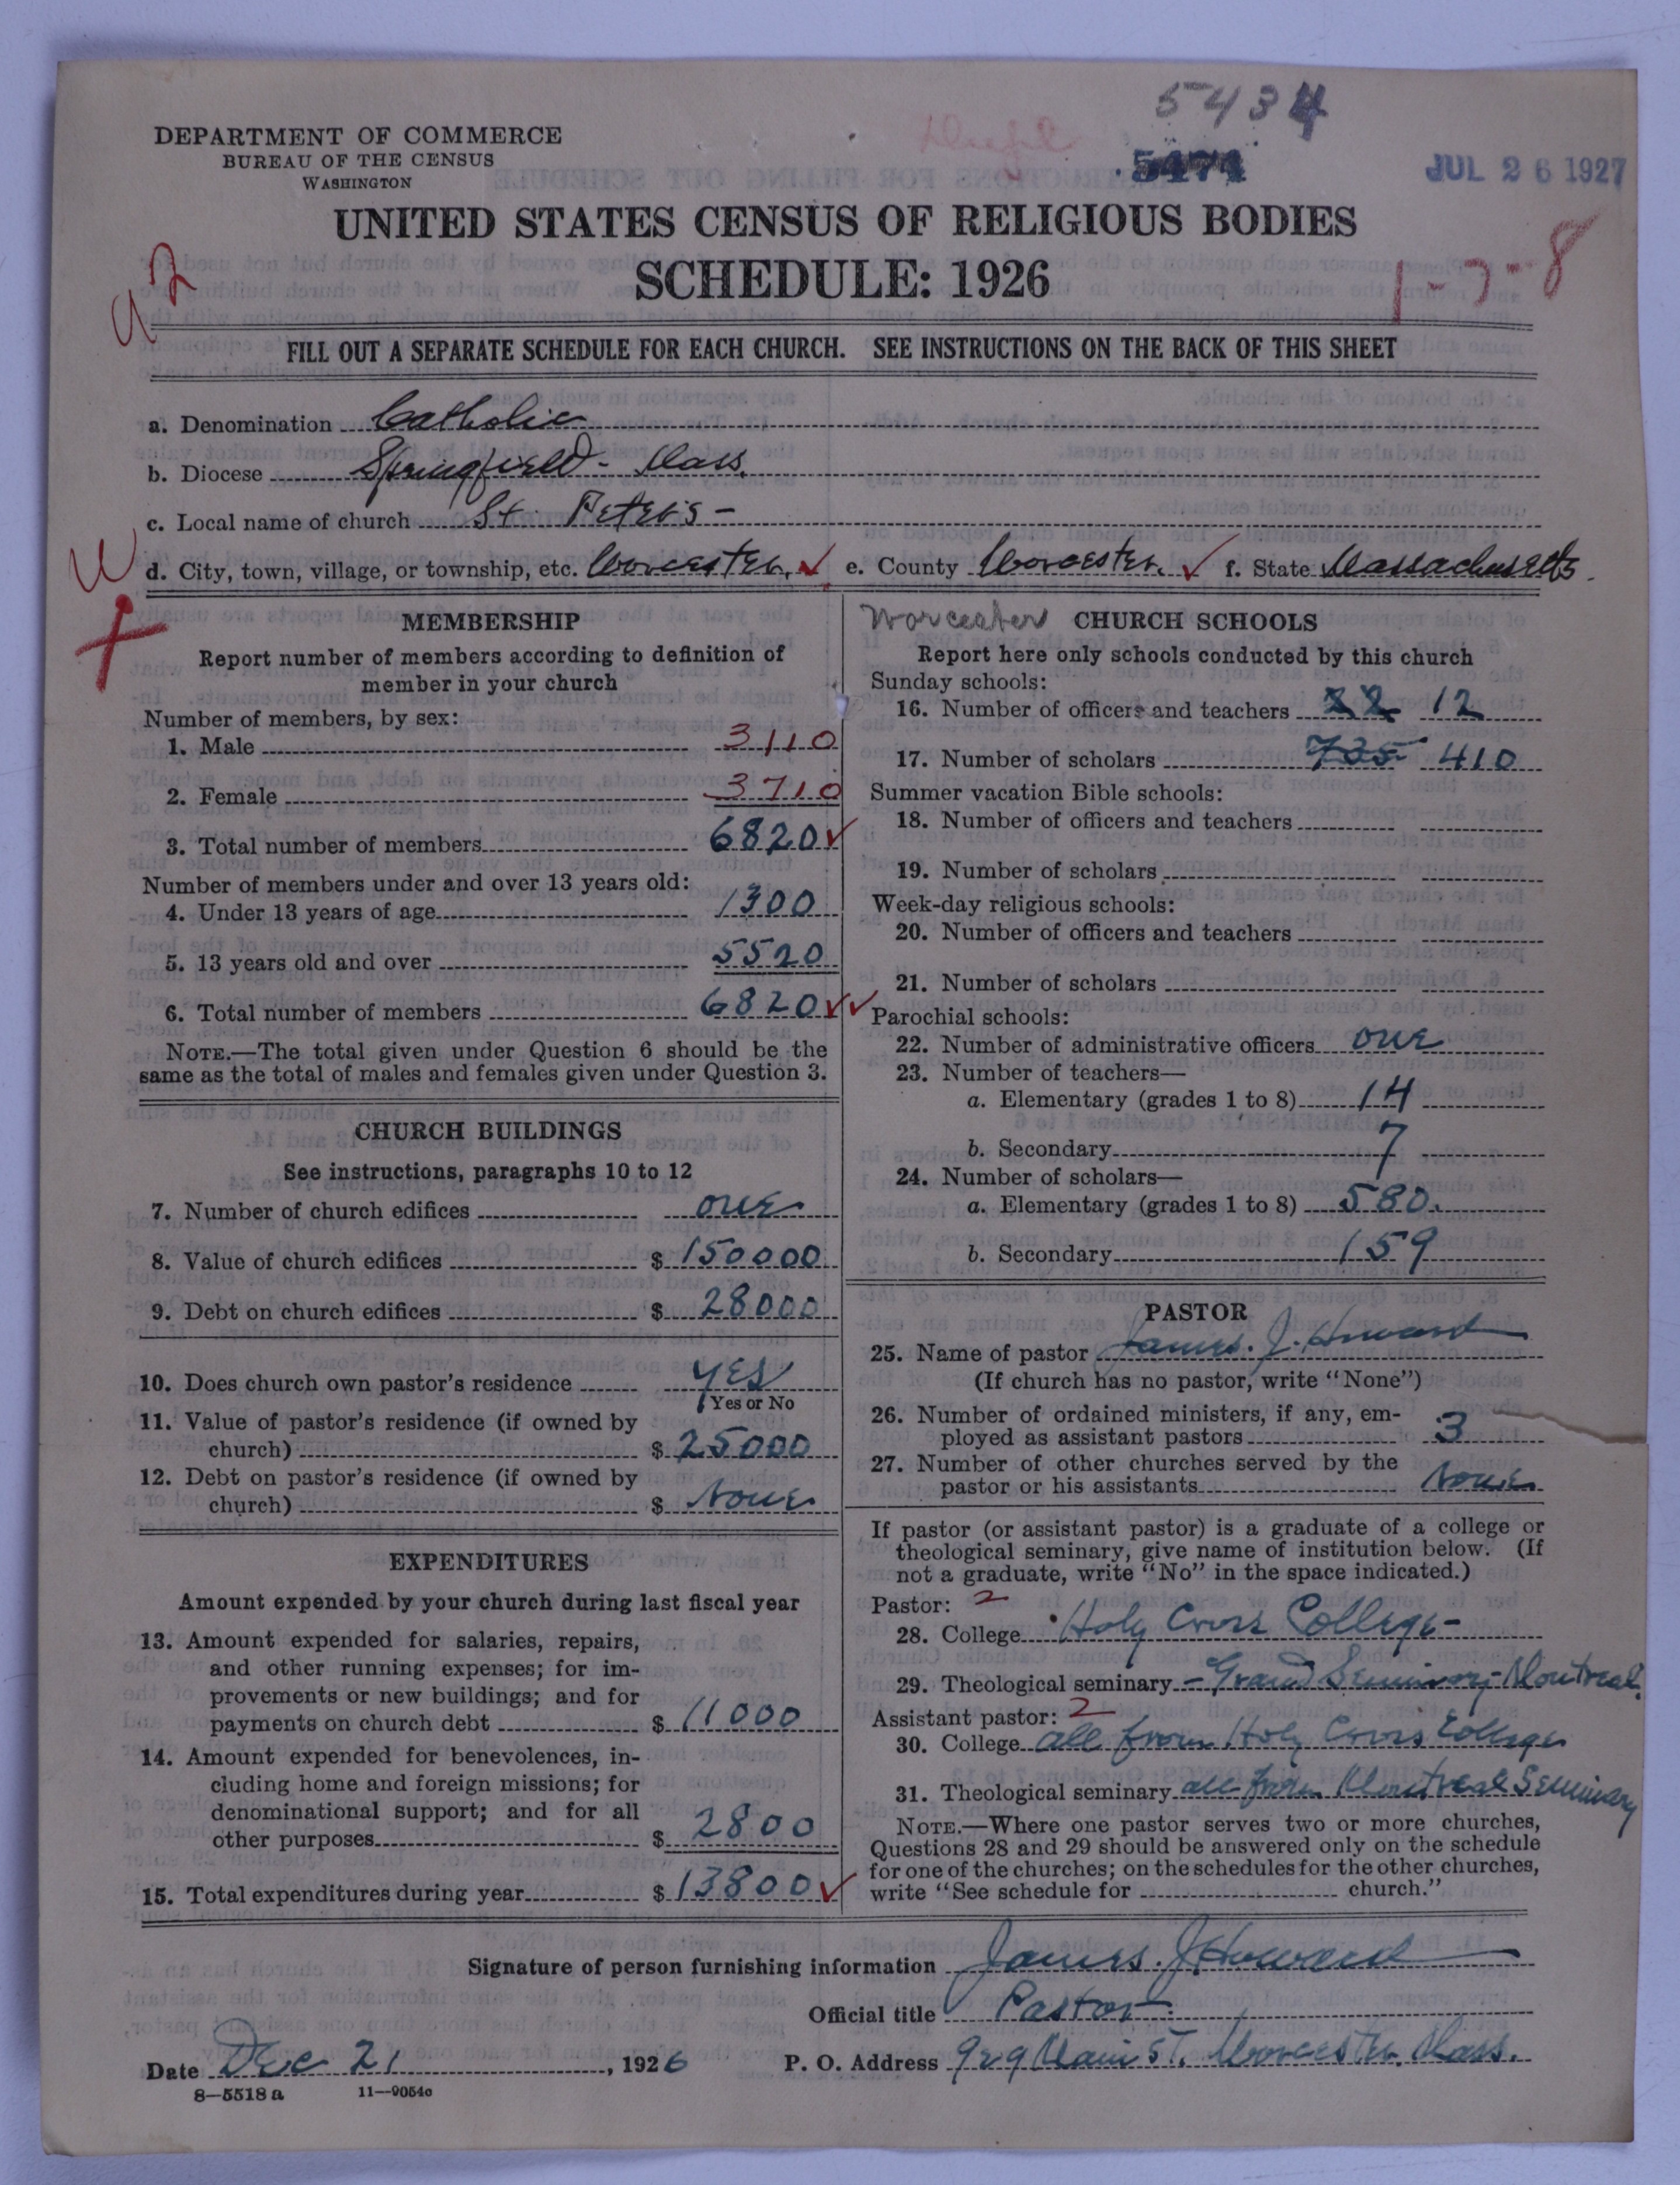 5434
5474
JUL 26 1927
DEPARTMENT OF COMMERCE
BUREAU OF THE CENSUS
WASHINGTON
UNITED STATES CENSUS OF RELIGIOUS BODIES
SCHEDULE: 1926
92
1-7-8
FILL OUT A SEPARATE SCHEDULE FOR EACH CHURCH. SEE INSTRUCTIONS ON THE BACK OF THIS SHEET
a. Denomination Catholic
b. Diocese Springfield - Mass.
c. Local name of church St. Peter's -
d. City, town, village, or township, etc. Worcester. e. County Worcester. f. State Massachusetts.
MEMBERSHIP
Report number of members according to definition of
member in your church
Number of members, by sex:
1. Male 3110
2. Female 3710
3. Total number of members 6820
Number of members under and over 13 years old:
4. Under 13 years of age 1300
5. 13 years old and over 5520
6. Total number of members 6820
NOTE.—The total given under Question 6 should be the
same as the total of males and females given under Question 3.
CHURCH BUILDINGS
See instructions, paragraphs 10 to 12
7. Number of church edifices one
8. Value of church edifices $ 150000
9. Debt on church edifices $ 28000
10. Does church own pastor's residence yes
Yes or No
11. Value of pastor's residence (if owned by
church) $ 25000
12. Debt on pastor's residence (if owned by
church) $ None
EXPENDITURES
Amount expended by your church during last fiscal year
13. Amount expended for salaries, repairs,
and other running expenses; for im-
provements or new buildings; and for
payments on church debt $ 11000
14. Amount expended for benevolences, in-
cluding home and foreign missions; for
denominational support; and for all
other purposes $ 2800
15. Total expenditures during year $ 13800
Worcester CHURCH SCHOOLS
Report here only schools conducted by this church
Sunday schools:
16. Number of officers and teachers 22 12
17. Number of scholars 735 410
Summer vacation Bible schools:
18. Number of officers and teachers
19. Number of scholars
Week-day religious schools:
20. Number of officers and teachers
21. Number of scholars
Parochial schools:
22. Number of administrative officers one
23. Number of teachers—
a. Elementary (grades 1 to 8) 14
b. Secondary 7
24. Number of scholars—
a. Elementary (grades 1 to 8) 580.
b. Secondary 159
PASTOR
25. Name of pastor James. J. Howard
(If church has no pastor, write "None")
26. Number of ordained ministers, if any, em-
ployed as assistant pastors 3
27. Number of other churches served by the
pastor or his assistants None
If pastor (or assistant pastor) is a graduate of a college or
theological seminary, give name of institution below. (If
not a graduate, write "No" in the space indicated.)
Pastor: 2
28. College Holy Cross College -
29. Theological seminary - Grand Seminary - Montreal.
Assistant pastor: 2
30. College all from Holy Cross College
31. Theological seminary all from Montreal Seminary
NOTE.—Where one pastor serves two or more churches,
Questions 28 and 29 should be answered only on the schedule
for one of the churches; on the schedules for the other churches,
write "See schedule for church."
Signature of person furnishing information James. J. Howard
Official title Pastor
Date Dec 21, 1926 P. O. Address 929 Main St. Worcester. Mass.
8—5518 a 11—9054c